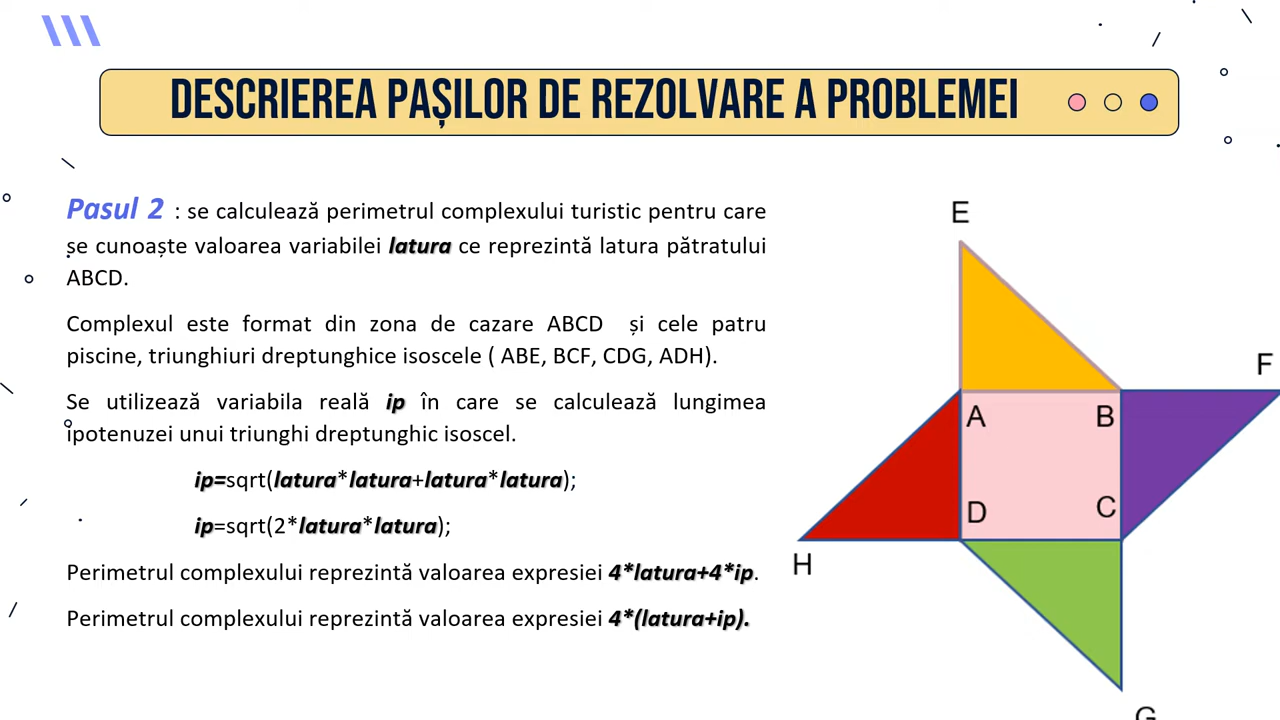 DESCRIEREA PAȘILOR DE REZOLVARE A PROBLEMEI
Pasul 2 : se calculează perimetrul complexului turistic pentru care
se cunoaște valoarea variabilei latura ce reprezintă latura pătratului
ABCD.
Complexul este format din zona de cazare ABCD și cele patru
piscine, triunghiuri dreptunghice isoscele ( ABE, BCF, CDG, ADH).
Se utilizează variabila reală ip în care se calculează lungimea
ipotenuzei unui triunghi dreptunghic isoscel.
ip=sqrt(latura*latura+latura*latura);
ip=sqrt(2*latura*latura);
Perimetrul complexului reprezintă valoarea expresiei 4*latura+4*ip.
Perimetrul complexului reprezintă valoarea expresiei 4*(latura+ip).
E
F
A
B
D
C
H
G